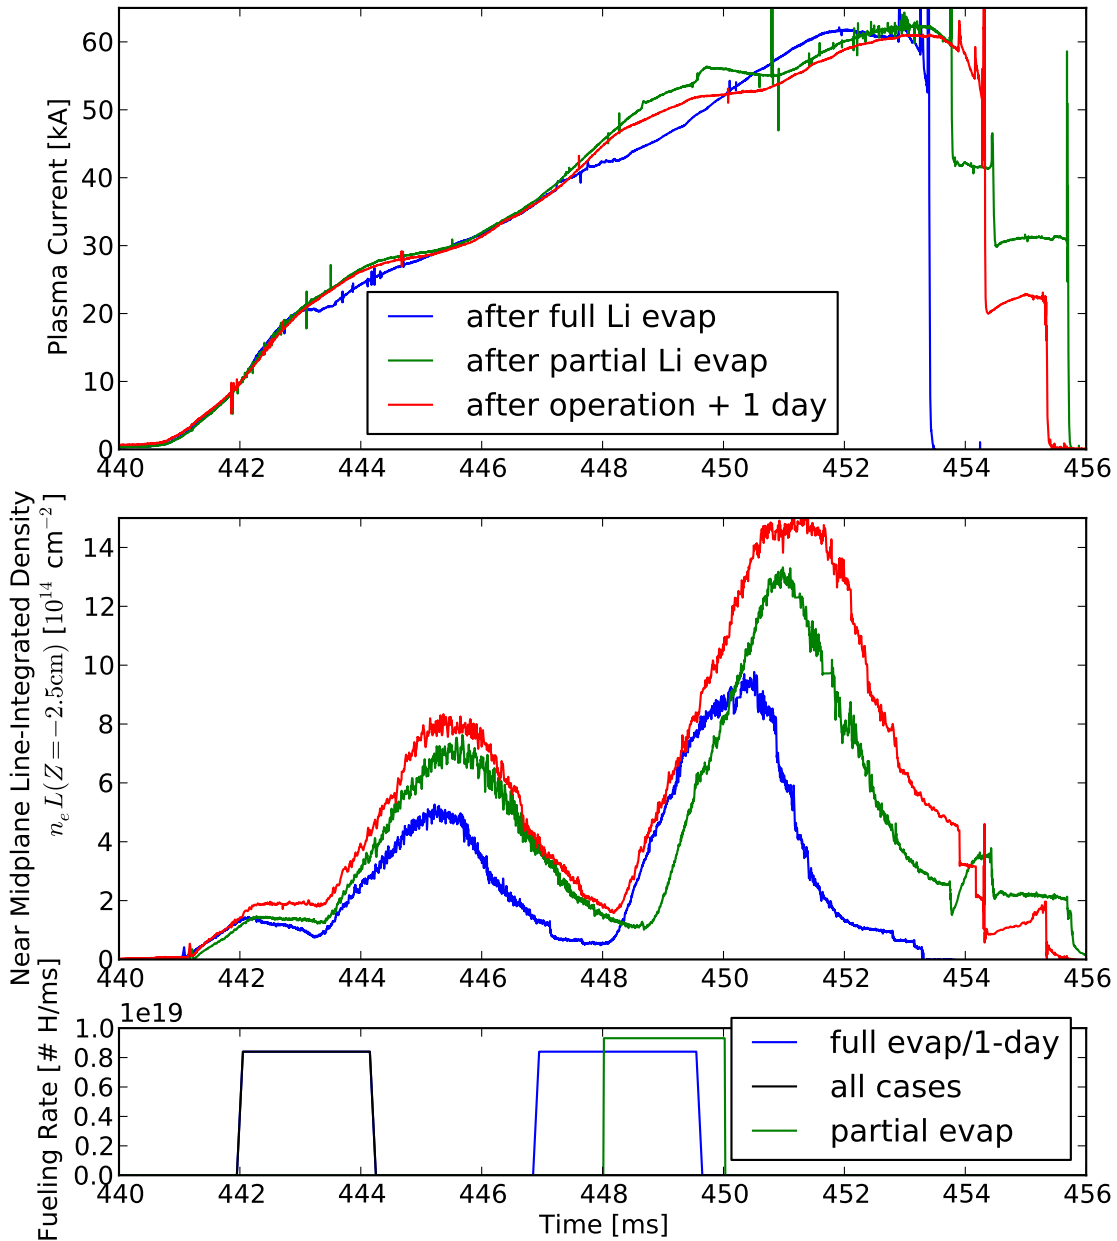 Plasma Current [kA]
60
50
40
30
20
10
0
after full Li evap
after partial Li evap
after operation + 1 day
440 442 444 446 448 450 452 454 456
Near Midplane Line-Integrated Density
n_e L(Z=−2.5cm) [10^14 cm^−2]
14
12
10
8
6
4
2
0
440 442 444 446 448 450 452 454 456
Fueling Rate [# H/ms]
1e19
1.0
0.8
0.6
0.4
0.2
0.0
full evap/1-day
all cases
partial evap
440 442 444 446 448 450 452 454 456
Time [ms]